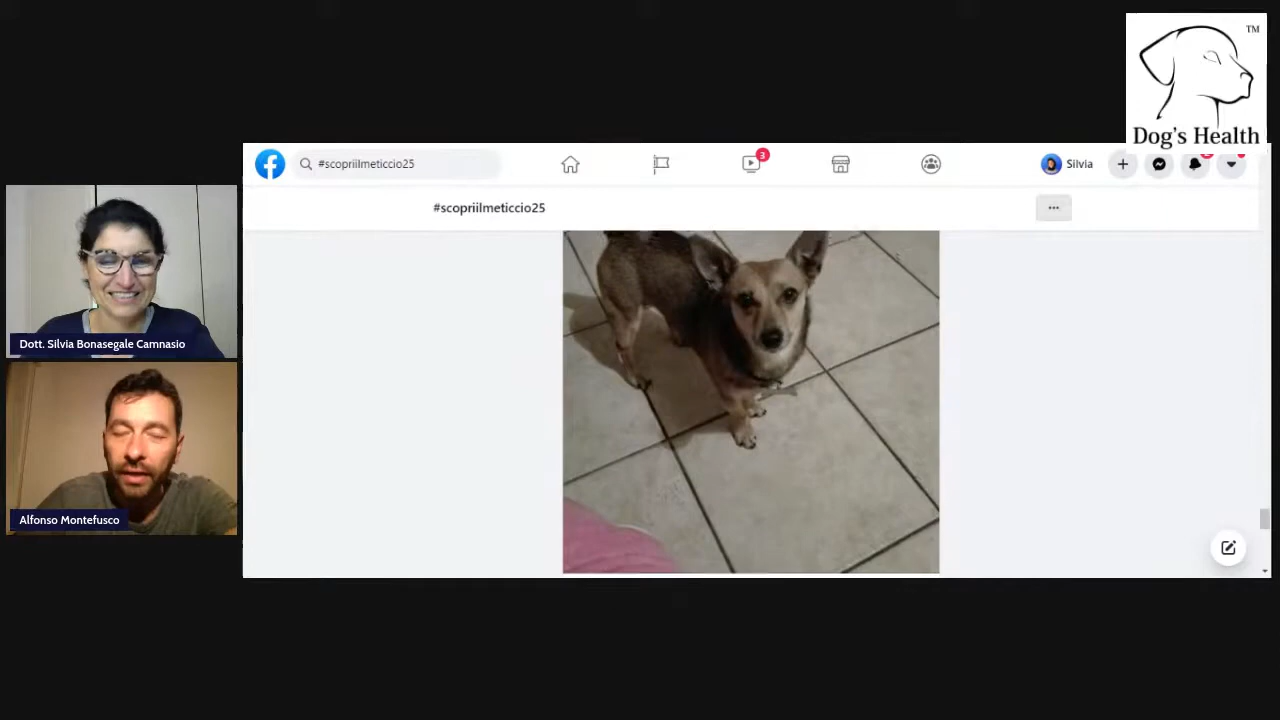 TM
Dog's Health
#scopriilmeticcio25
3
Silvia
#scopriilmeticcio25
Dott. Silvia Bonasegale Camnasio
Alfonso Montefusco